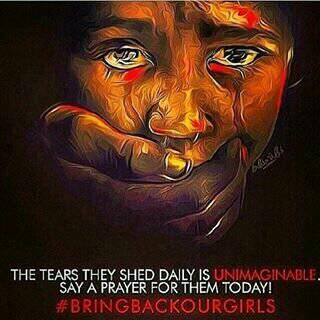 THE TEARS THEY SHED DAILY IS UNIMAGINABLE.
SAY A PRAYER FOR THEM TODAY!
#BRINGBACKOURGIRLS